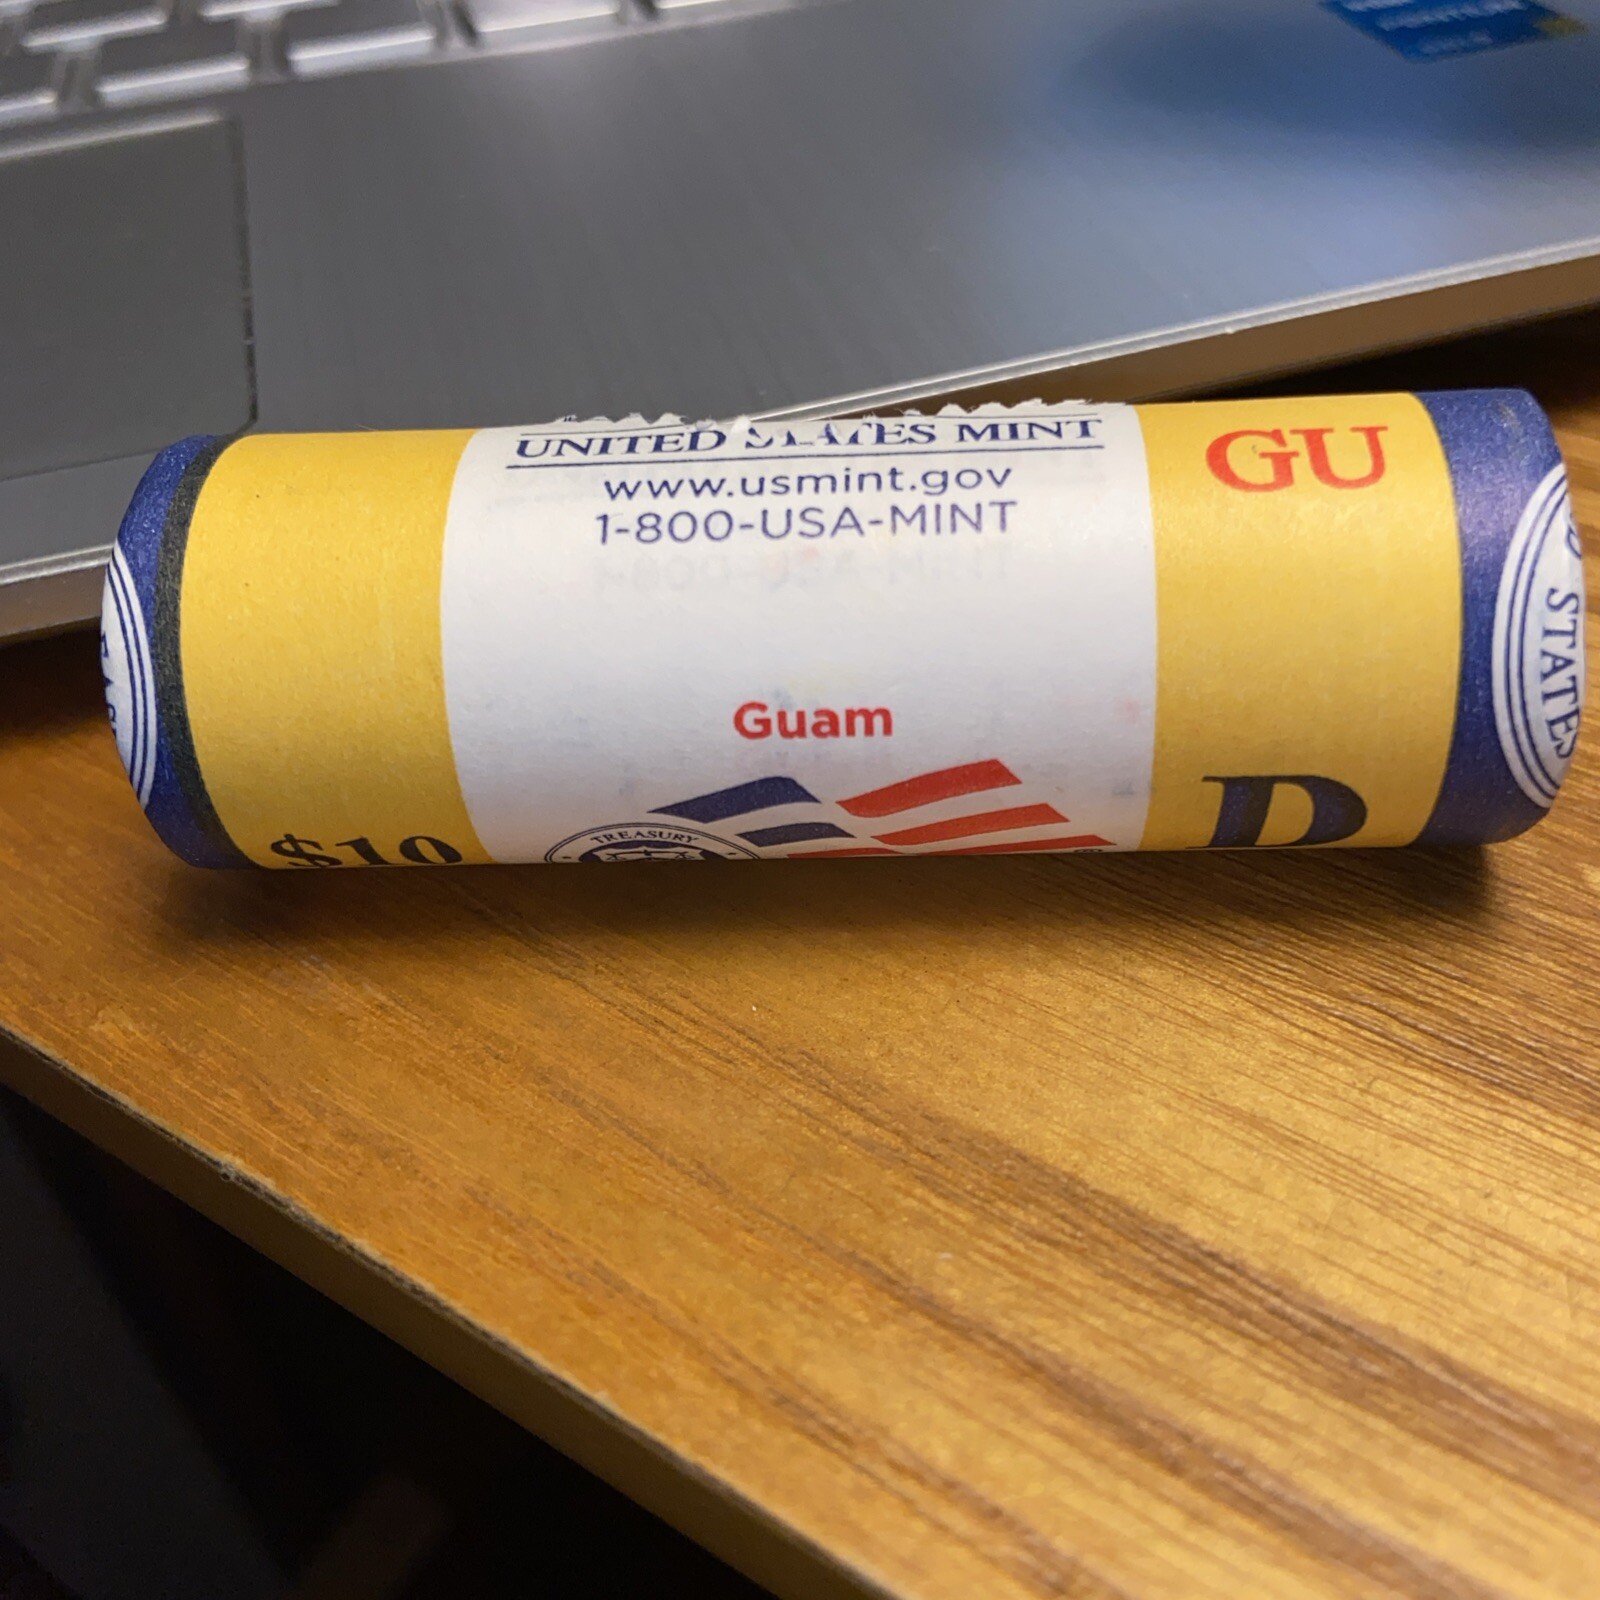 UNITED STATES MINT
www.usmint.gov
1-800-USA-MINT
GU
Guam
TREASURY
$10
D
STATES